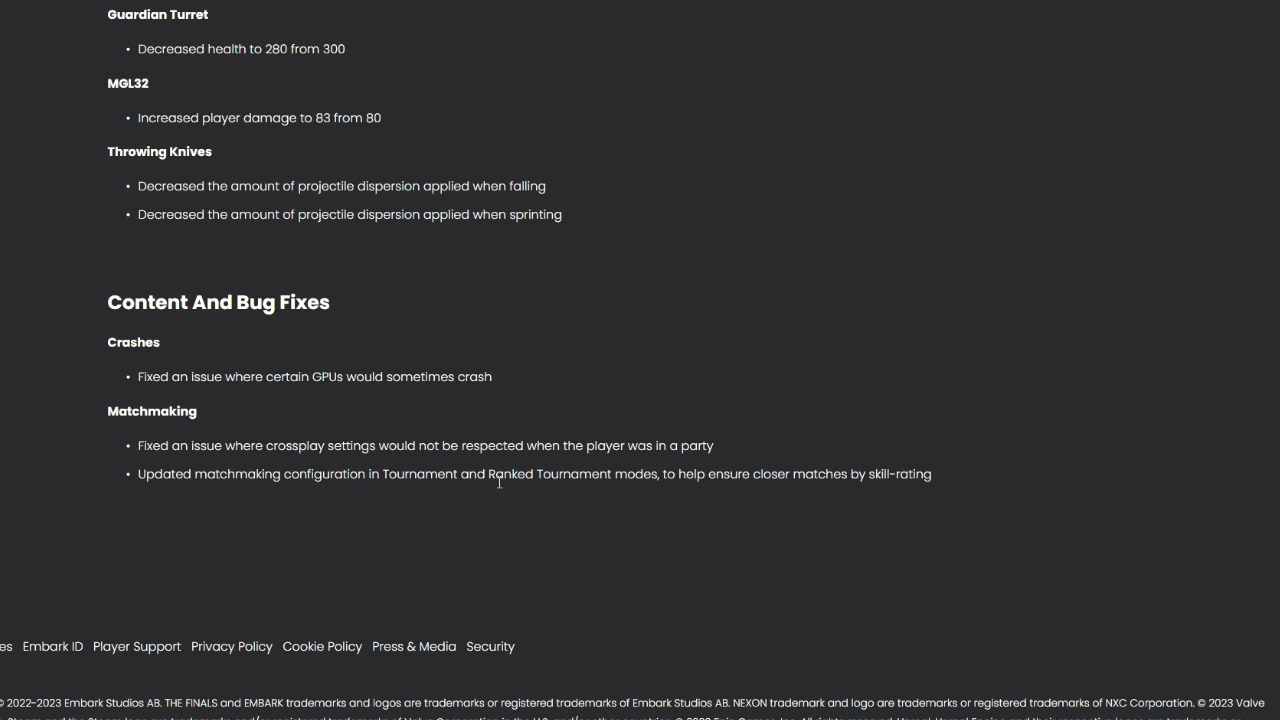 Guardian Turret
• Decreased health to 280 from 300
MGL32
• Increased player damage to 83 from 80
Throwing Knives
• Decreased the amount of projectile dispersion applied when falling
• Decreased the amount of projectile dispersion applied when sprinting
Content And Bug Fixes
Crashes
• Fixed an issue where certain GPUs would sometimes crash
Matchmaking
• Fixed an issue where crossplay settings would not be respected when the player was in a party
• Updated matchmaking configuration in Tournament and Ranked Tournament modes, to help ensure closer matches by skill-rating
es Embark ID Player Support Privacy Policy Cookie Policy Press & Media Security
© 2022-2023 Embark Studios AB. THE FINALS and EMBARK trademarks and logos are trademarks or registered trademarks of Embark Studios AB. NEXON trademark and logo are trademarks or registered trademarks of NXC Corporation. © 2023 Valve